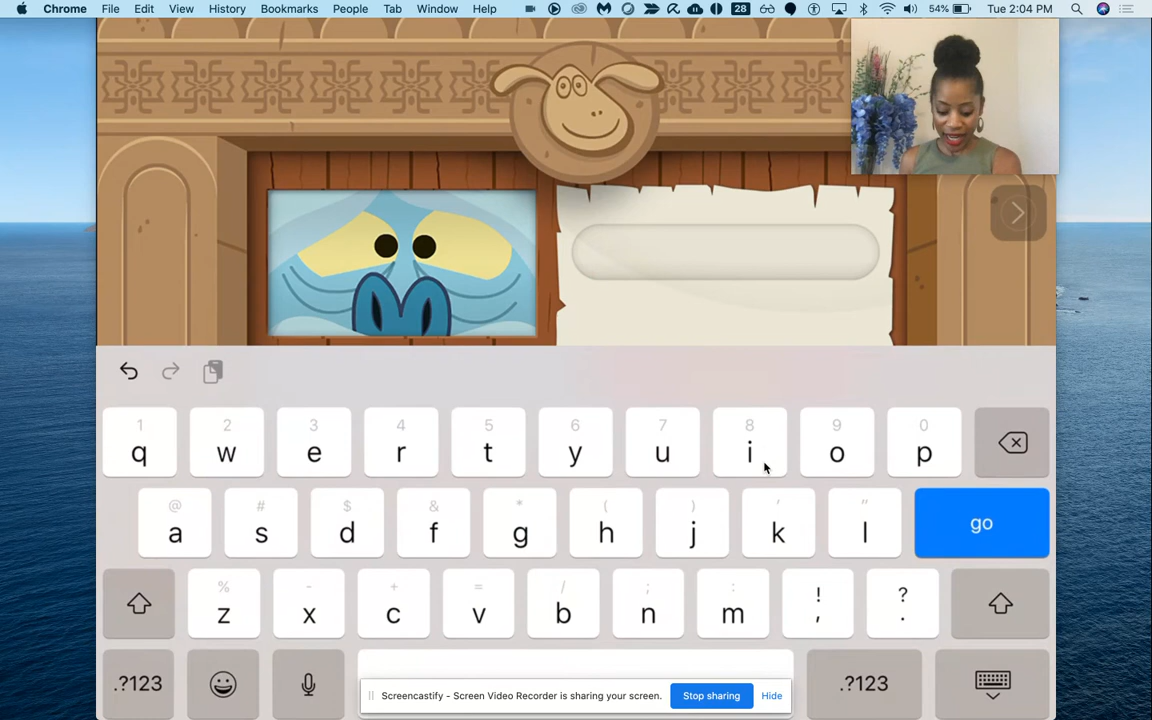 Chrome File Edit View History Bookmarks People Tab Window Help 28 54% Tue 2:04 PM
1 2 3 4 5 6 7 8 9 0
q w e r t y u i o p
@ # $ & * ( ) ' "
a s d f g h j k l go
% - + = / ; : ! ?
z x c v b n m , .
.?123 .?123
Screencastify - Screen Video Recorder is sharing your screen. Stop sharing Hide